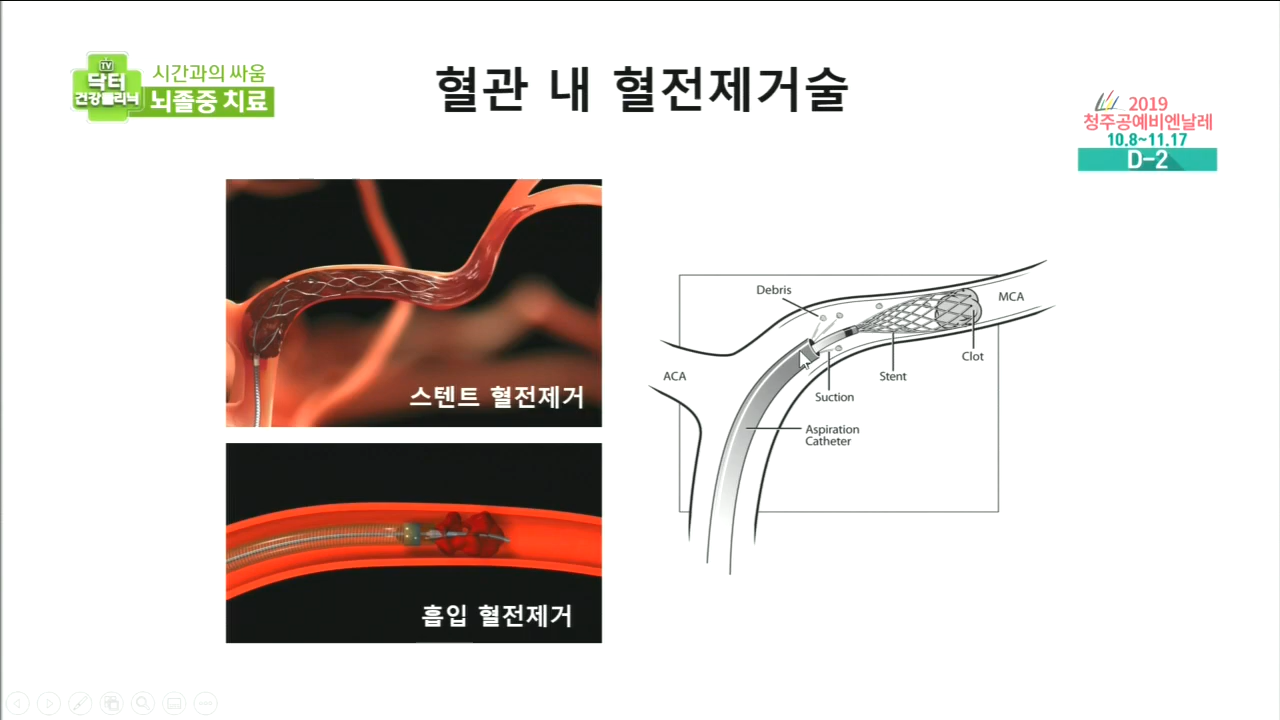 TV
닥터
건강클리닉
시간과의 싸움
뇌졸중 치료
혈관 내 혈전제거술
2019
청주공예비엔날레
10.8~11.17
D-2
스텐트 혈전제거
흡입 혈전제거
Debris
MCA
ACA
Clot
Stent
Suction
Aspiration
Catheter